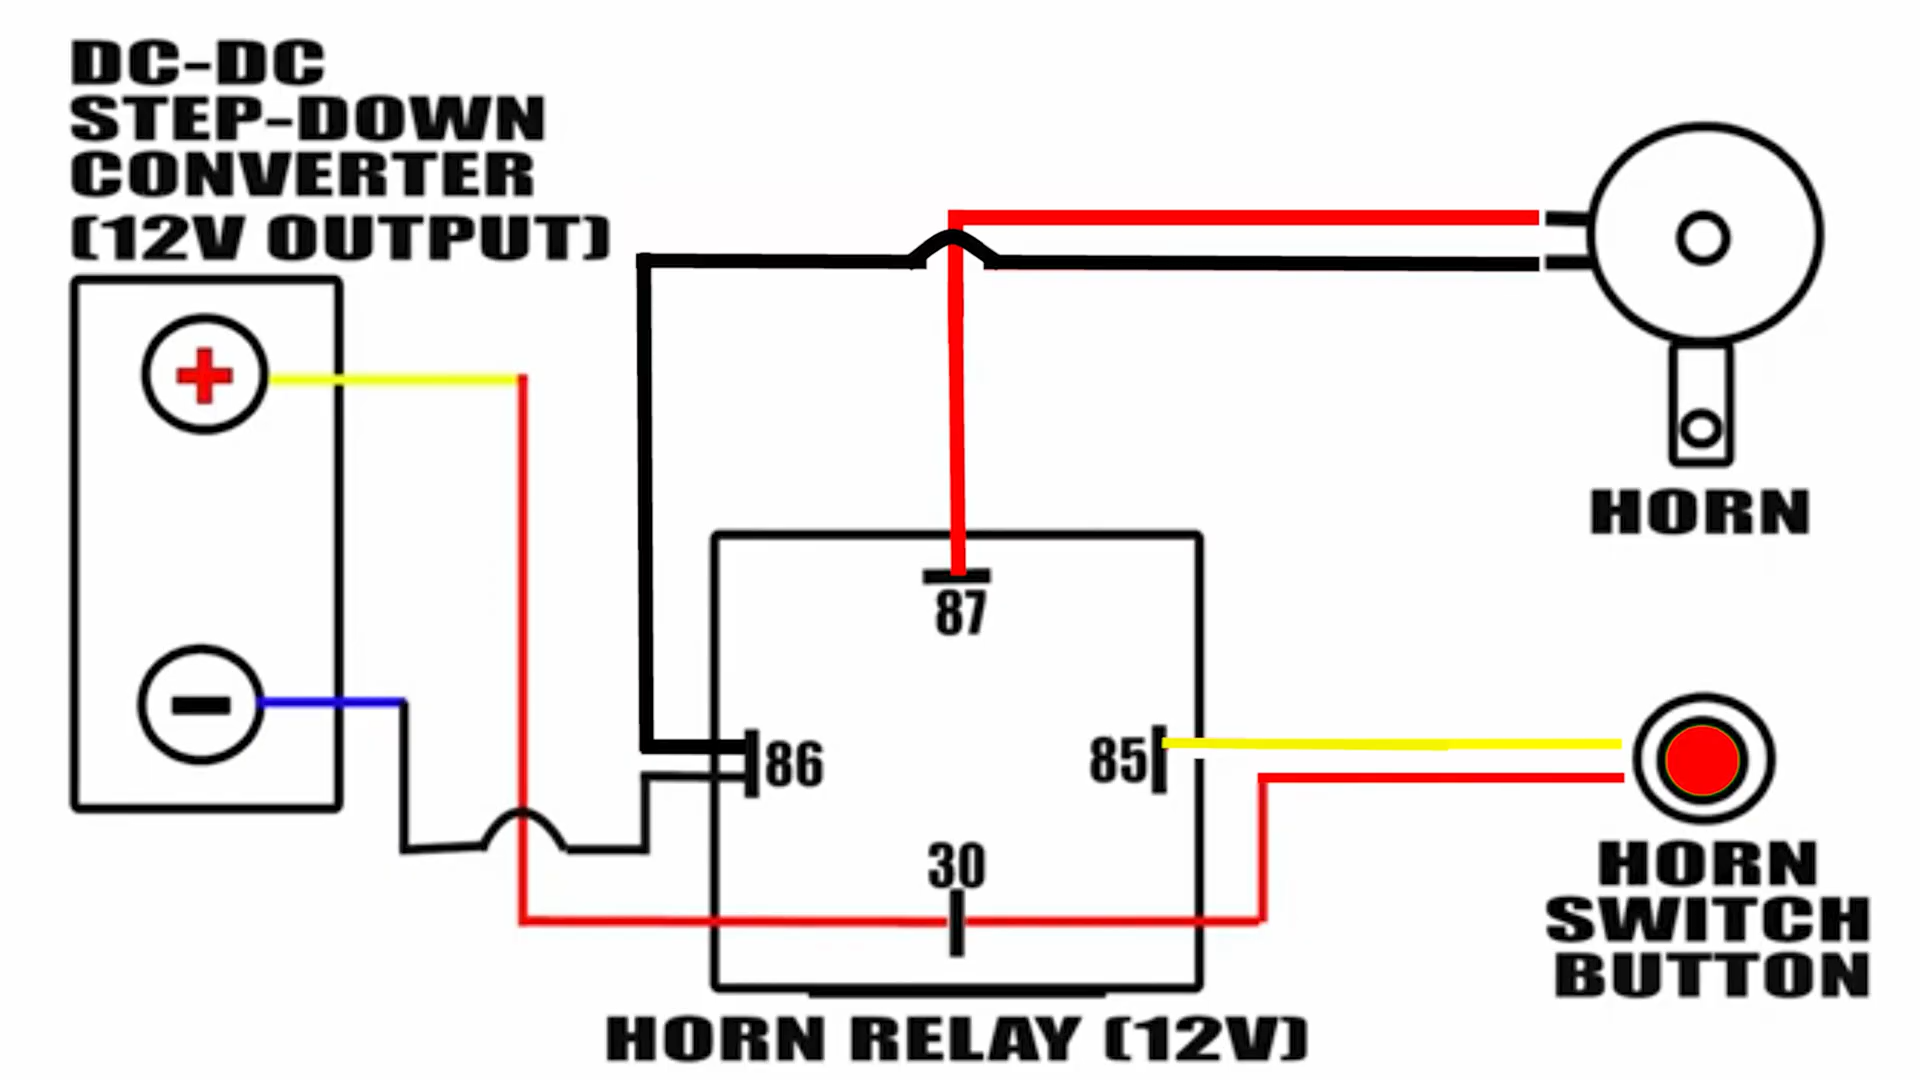 DC-DC
STEP-DOWN
CONVERTER
(12V OUTPUT)
+
-
HORN
87
86
85
30
HORN
SWITCH
BUTTON
HORN RELAY (12V)